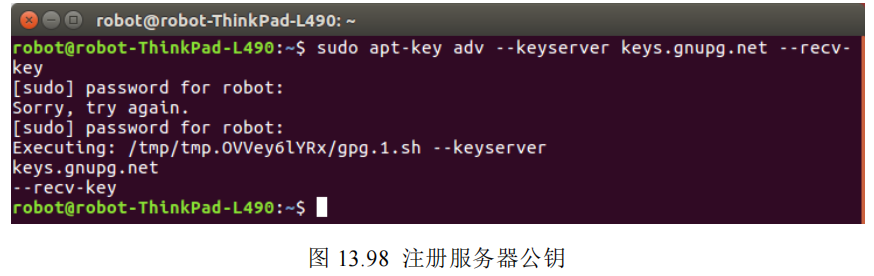 robot@robot-ThinkPad-L490: ~
robot@robot-ThinkPad-L490:~$ sudo apt-key adv --keyserver keys.gnupg.net --recv-
key
[sudo] password for robot:
Sorry, try again.
[sudo] password for robot:
Executing: /tmp/tmp.OVVey6lYRx/gpg.1.sh --keyserver
keys.gnupg.net
--recv-key
robot@robot-ThinkPad-L490:~$
图 13.98 注册服务器公钥